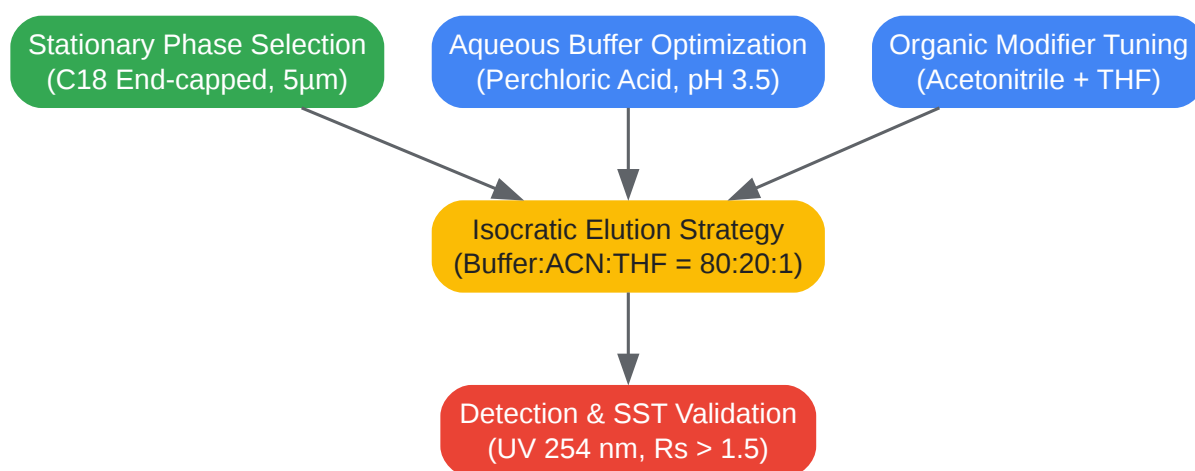 Stationary Phase Selection
(C18 End-capped, 5µm)
Aqueous Buffer Optimization
(Perchloric Acid, pH 3.5)
Organic Modifier Tuning
(Acetonitrile + THF)
Isocratic Elution Strategy
(Buffer:ACN:THF = 80:20:1)
Detection & SST Validation
(UV 254 nm, Rs > 1.5)